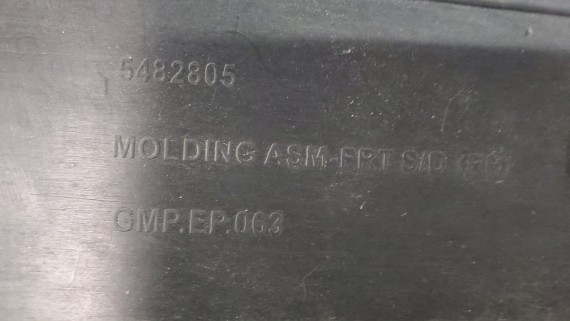 5482805
MOLDING ASM-FRT S/D
GMP.EP.063